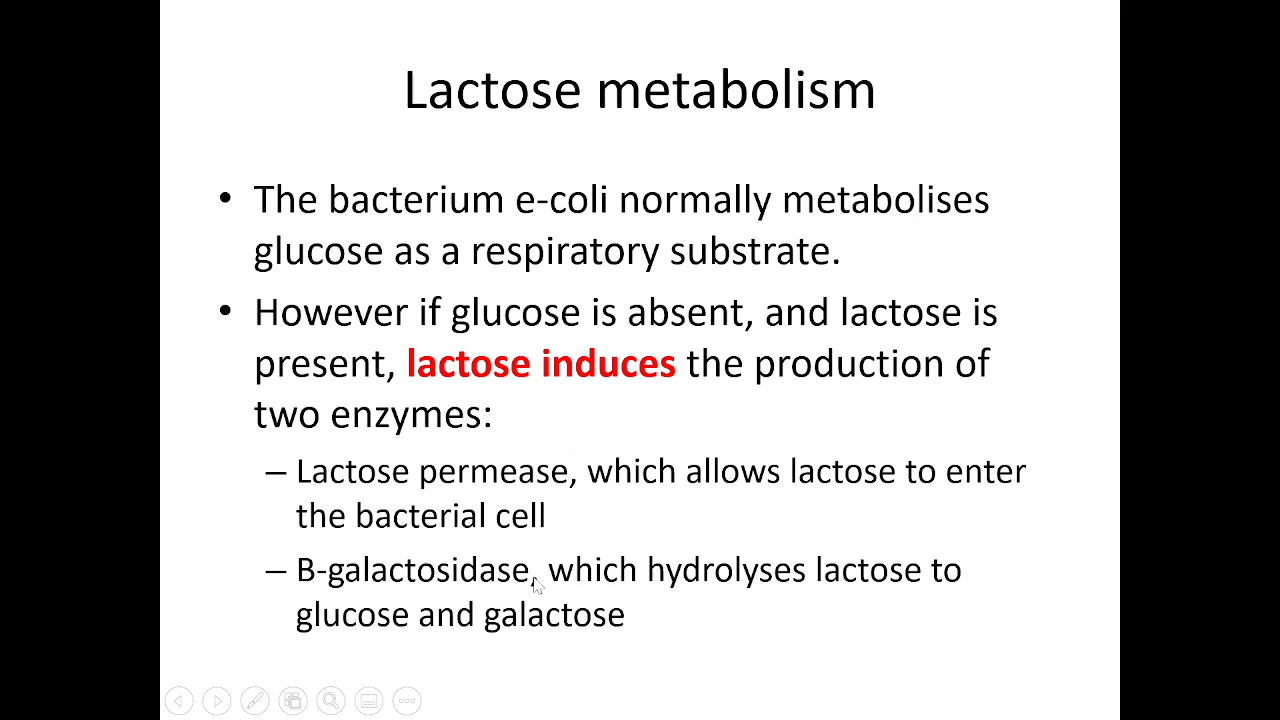 Lactose metabolism
• The bacterium e-coli normally metabolises
glucose as a respiratory substrate.
• However if glucose is absent, and lactose is
present, lactose induces the production of
two enzymes:
– Lactose permease, which allows lactose to enter
the bacterial cell
– B-galactosidase, which hydrolyses lactose to
glucose and galactose